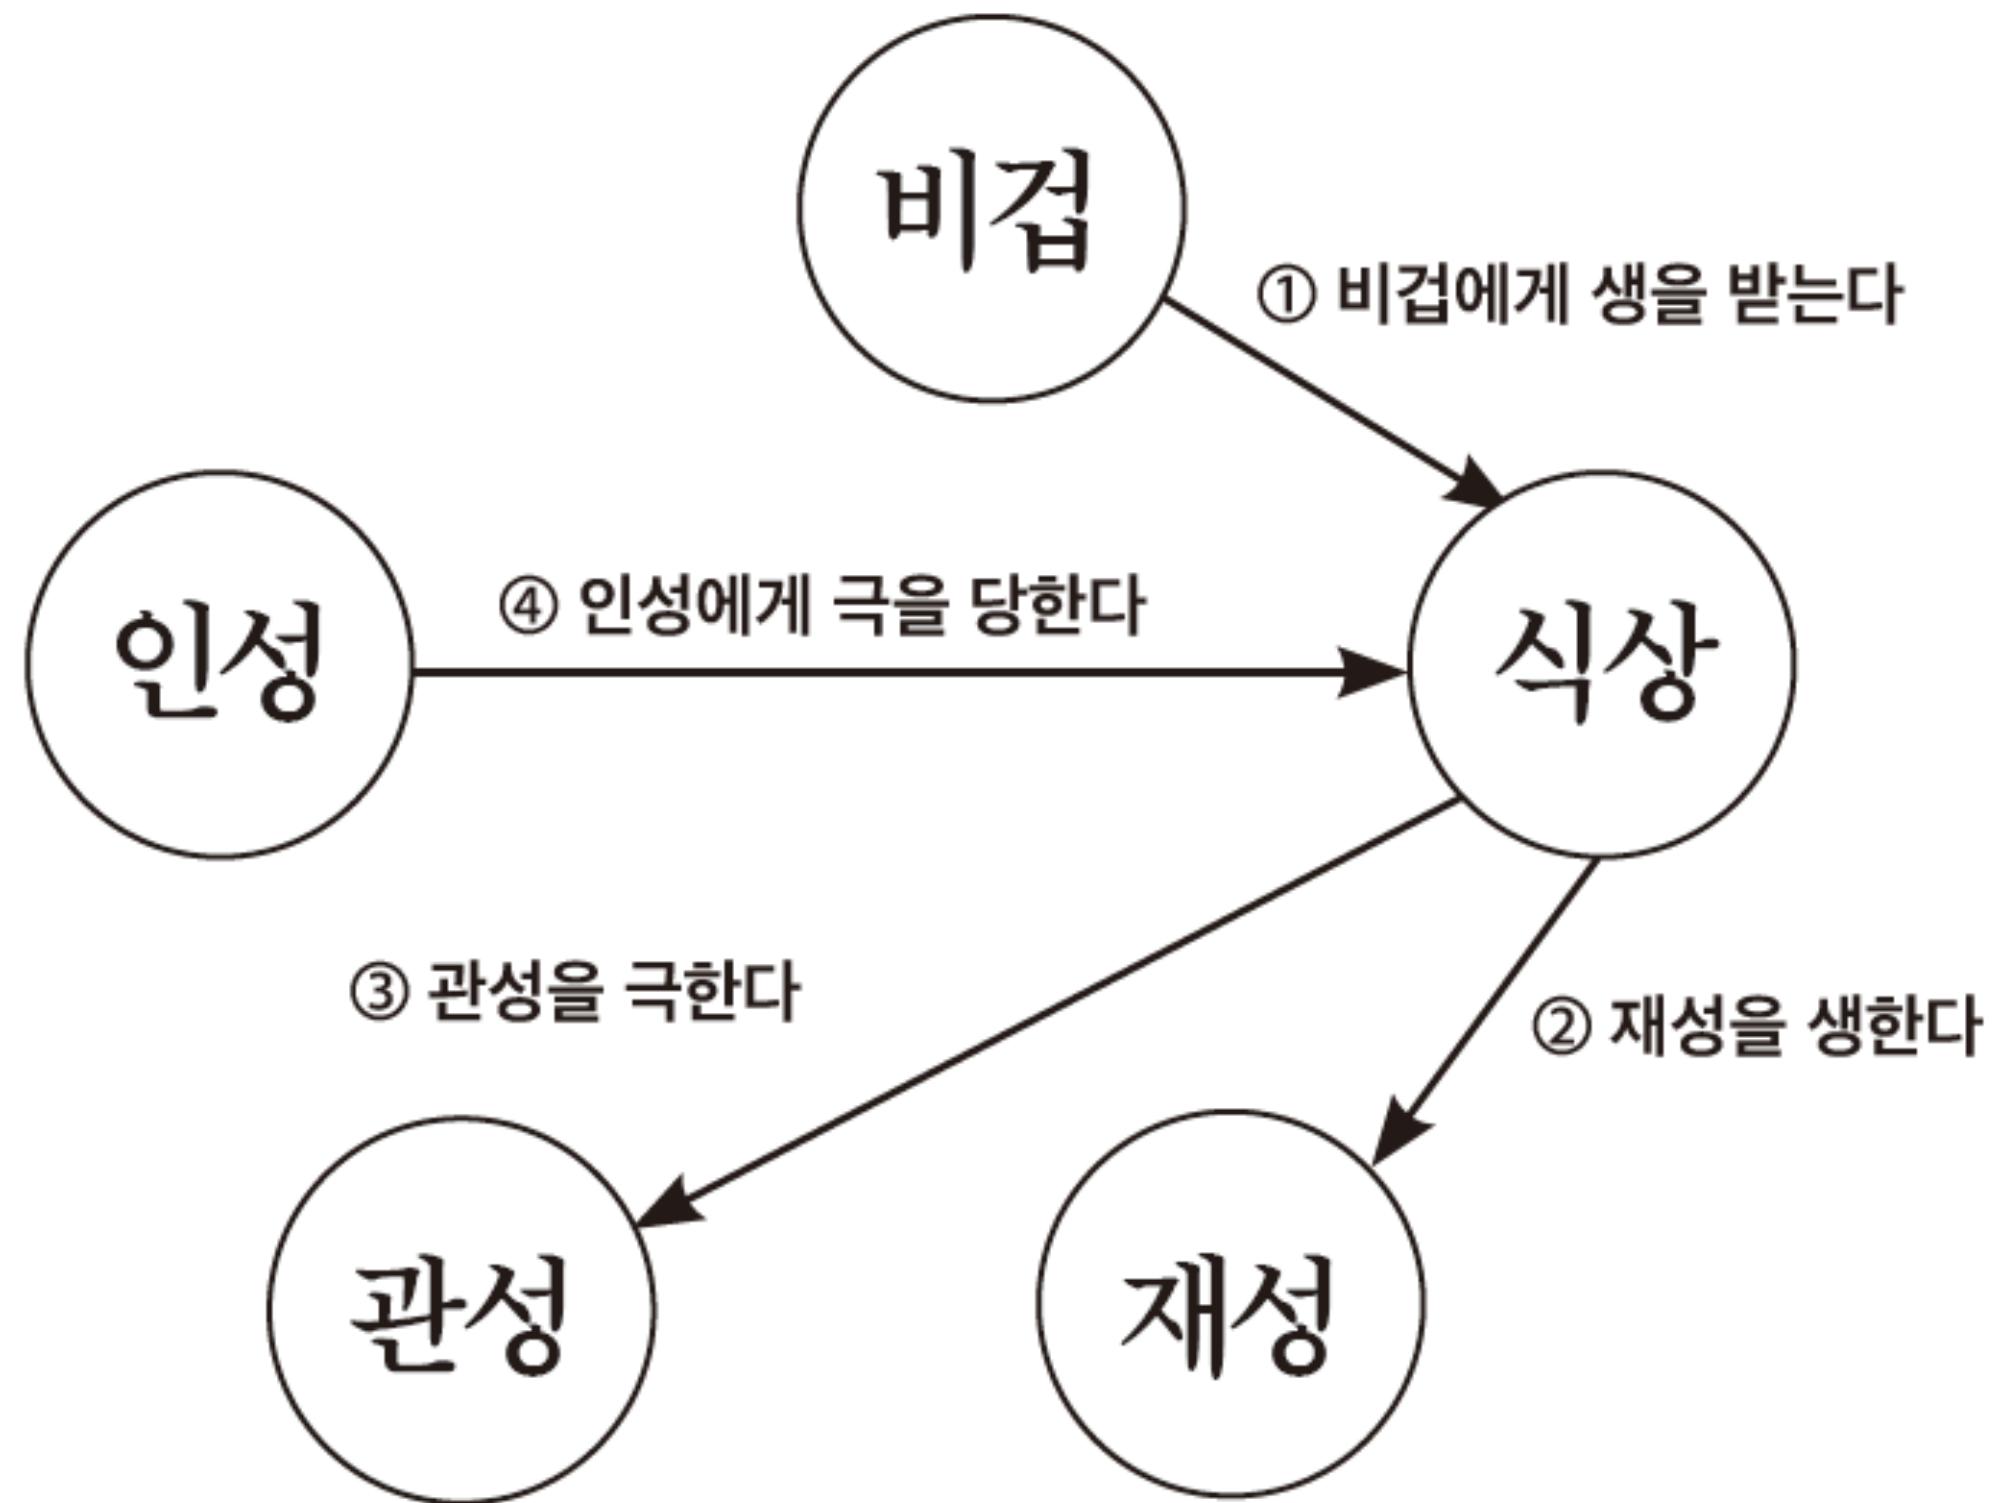 비겁
① 비겁에게 생을 받는다
④ 인성에게 극을 당한다
인성
식상
③ 관성을 극한다
② 재성을 생한다
관성
재성